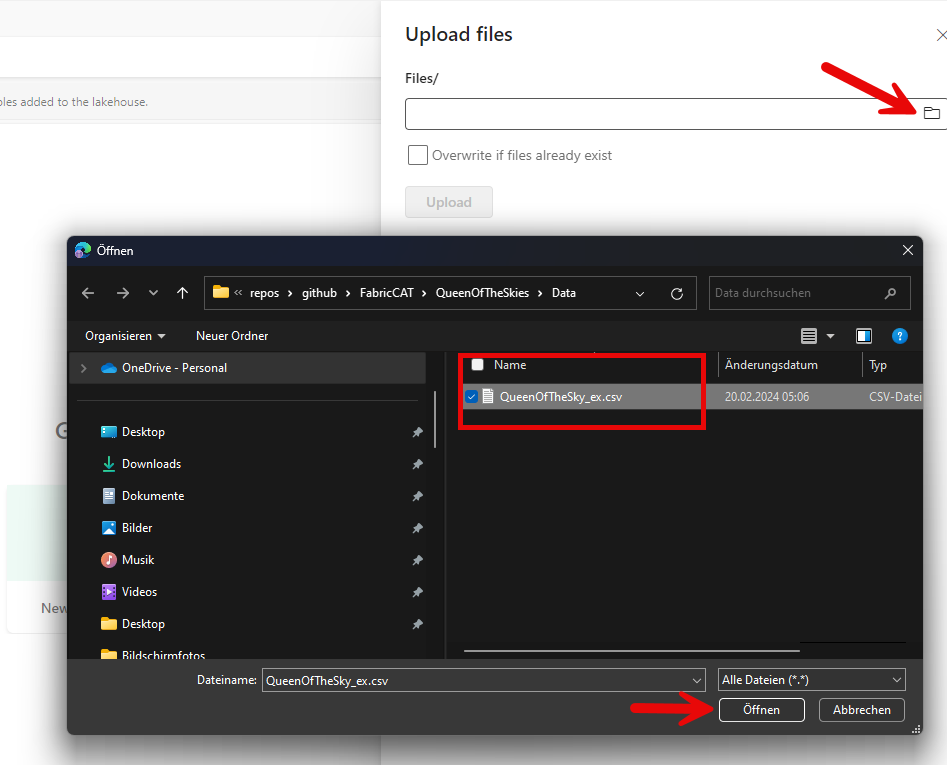 Upload files
Files/
bles added to the lakehouse.
Overwrite if files already exist
Upload
Öffnen
« repos > github > FabricCAT > QueenOfTheSkies > Data
Data durchsuchen
Organisieren
Neuer Ordner
OneDrive - Personal
Name
Änderungsdatum
Typ
QueenOfTheSky_ex.csv
20.02.2024 05:06
CSV-Datei
Desktop
Downloads
Dokumente
Bilder
Musik
Videos
Desktop
Bildschirmfotos
New
Dateiname:
QueenOfTheSky_ex.csv
Alle Dateien (*.*)
Öffnen
Abbrechen